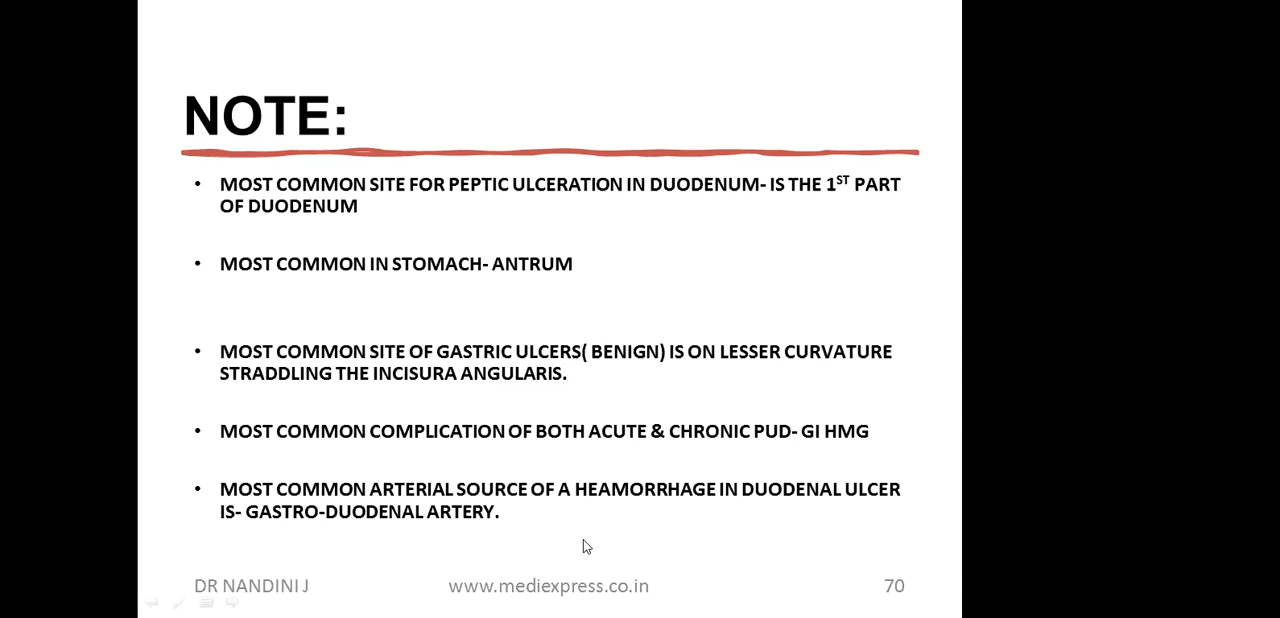 NOTE:
• MOST COMMON SITE FOR PEPTIC ULCERATION IN DUODENUM- IS THE 1ST PART
OF DUODENUM
• MOST COMMON IN STOMACH- ANTRUM
• MOST COMMON SITE OF GASTRIC ULCERS( BENIGN) IS ON LESSER CURVATURE
STRADDLING THE INCISURA ANGULARIS.
• MOST COMMON COMPLICATION OF BOTH ACUTE & CHRONIC PUD- GI HMG
• MOST COMMON ARTERIAL SOURCE OF A HEAMORRHAGE IN DUODENAL ULCER
IS- GASTRO-DUODENAL ARTERY.
DR NANDINI J www.mediexpress.co.in 70